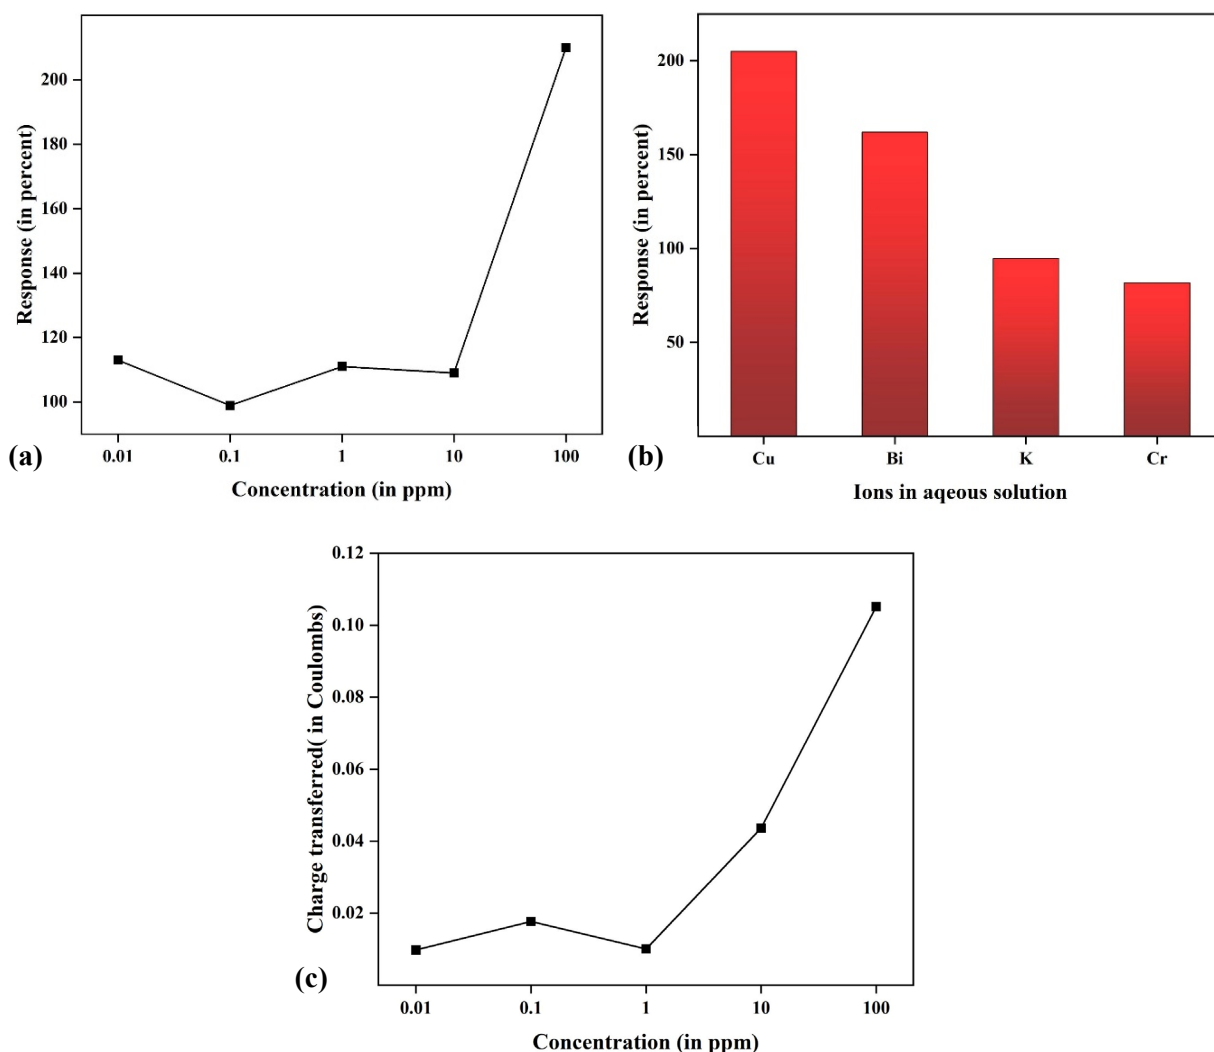 Response (in percent)
200
180
160
140
120
100
0.01 0.1 1 10 100
Concentration (in ppm)
(a)
Response (in percent)
200
150
100
50
Cu Bi K Cr
Ions in aqeous solution
(b)
Charge transferred( in Coulombs)
0.12
0.10
0.08
0.06
0.04
0.02
0.01 0.1 1 10 100
Concentration (in ppm)
(c)